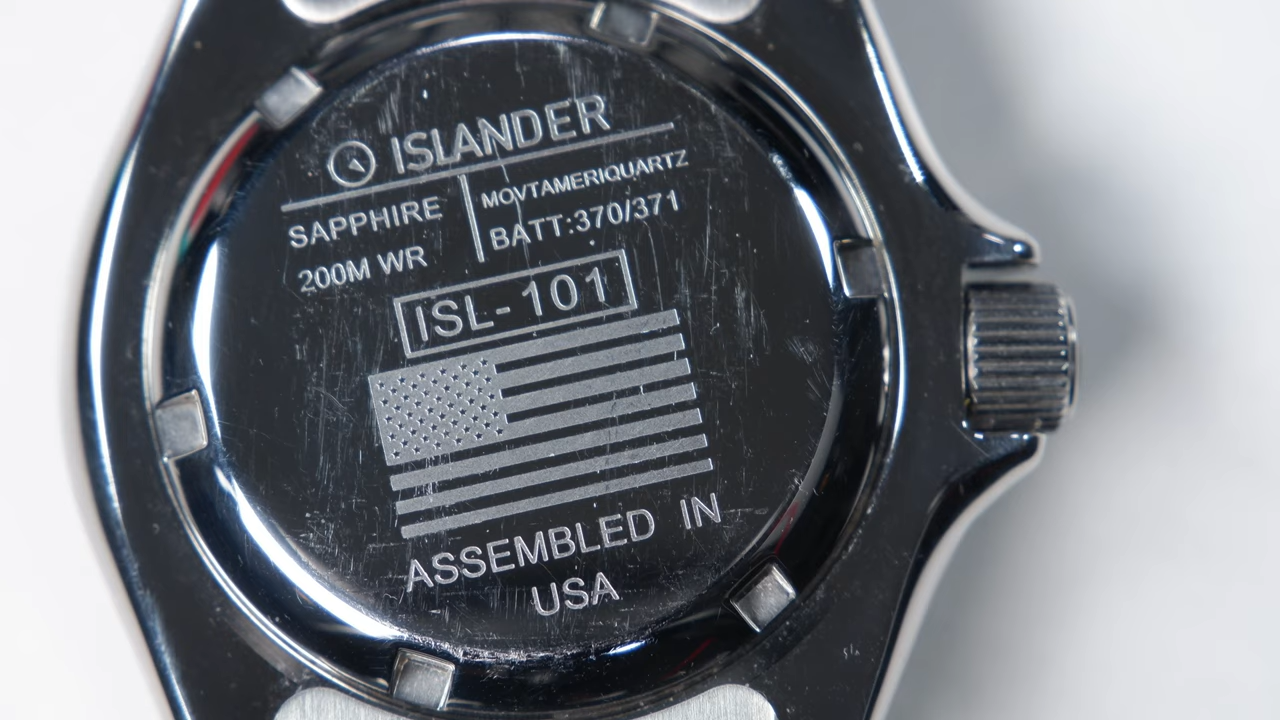 ISLANDER
SAPPHIRE
200M WR
MOVTAMERIQUARTZ
BATT:370/371
ISL-101
ASSEMBLED IN
USA